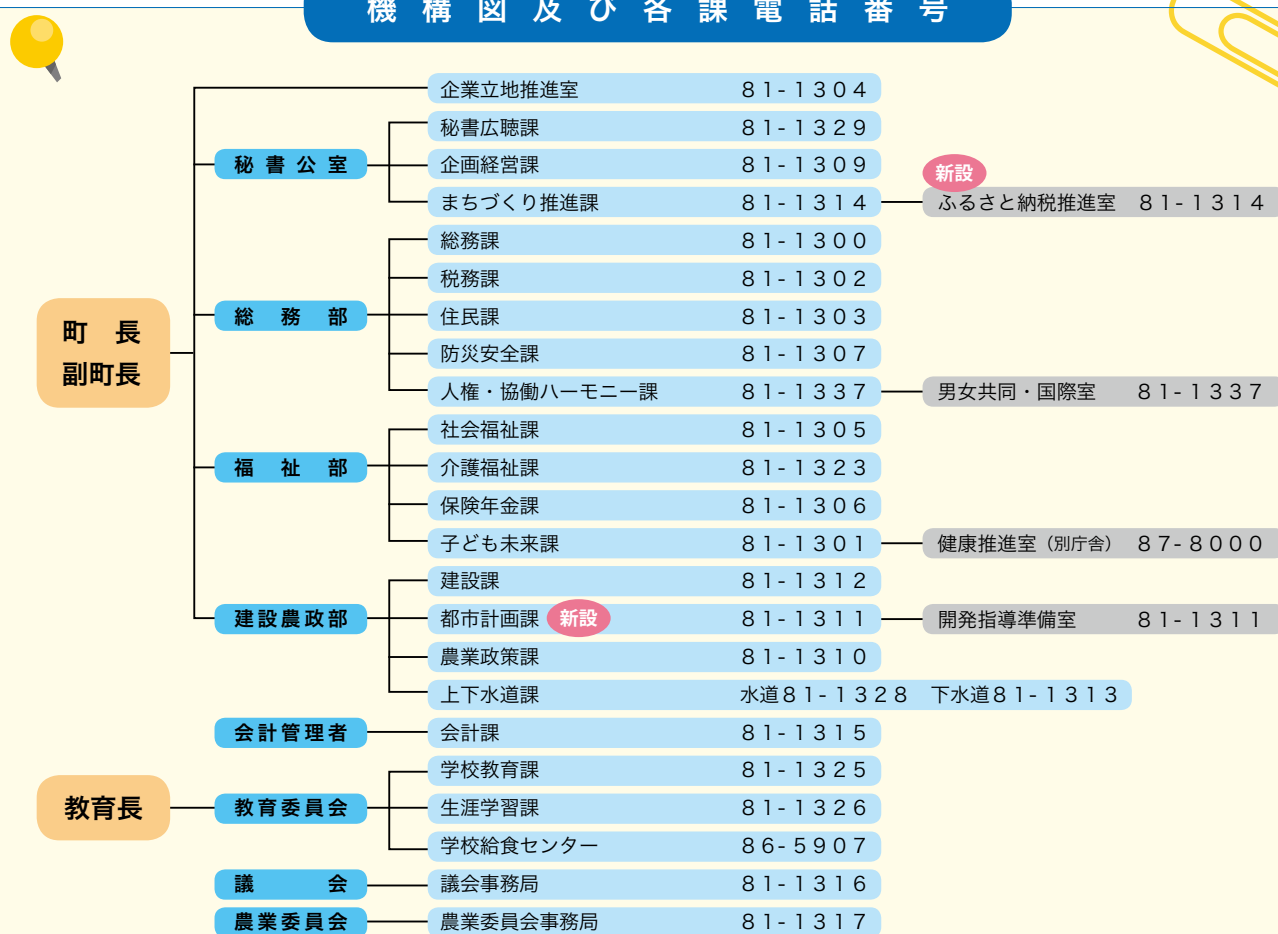 機構図及び各課電話番号
企業立地推進室 81-1304
秘書広聴課 81-1329
秘書公室 企画経営課 81-1309
新設
まちづくり推進課 81-1314 ふるさと納税推進室 81-1314
総務課 81-1300
税務課 81-1302
総務部 住民課 81-1303
町長
副町長
防災安全課 81-1307
人権・協働ハーモニー課 81-1337 男女共同・国際室 81-1337
社会福祉課 81-1305
福祉部 介護福祉課 81-1323
保険年金課 81-1306
子ども未来課 81-1301 健康推進室（別庁舎） 87-8000
建設課 81-1312
建設農政部 都市計画課 新設 81-1311 開発指導準備室 81-1311
農業政策課 81-1310
上下水道課 水道81-1328 下水道81-1313
会計管理者 会計課 81-1315
学校教育課 81-1325
教育長 教育委員会 生涯学習課 81-1326
学校給食センター 86-5907
議会 議会事務局 81-1316
農業委員会 農業委員会事務局 81-1317